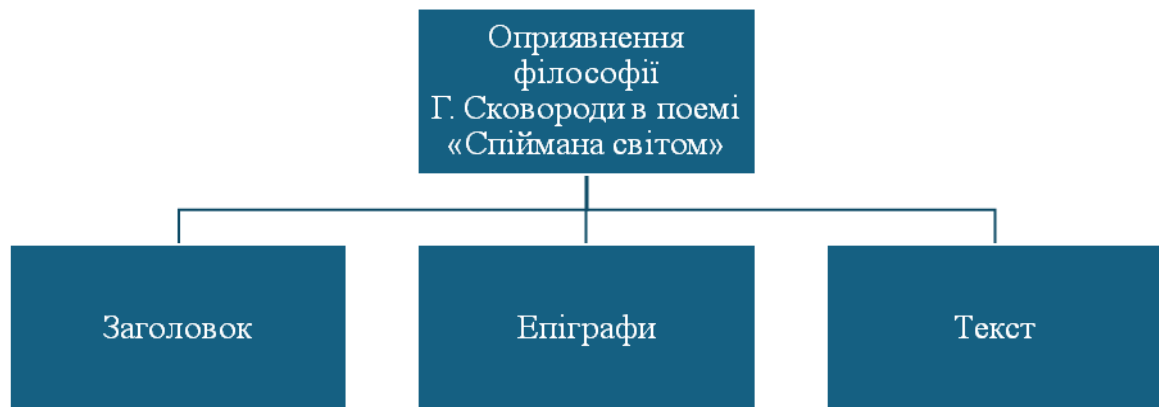 Оприявнення
філософії
Г. Сковороди в поемі
«Спіймана світом»
Заголовок
Епіграфи
Текст